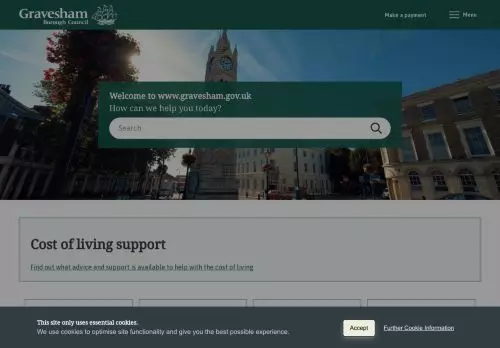 Gravesham
Borough Council
Make a payment
Menu
Welcome to www.gravesham.gov.uk
How can we help you today?
Search
Cost of living support
Find out what advice and support is available to help with the cost of living
This site only uses essential cookies.
We use cookies to optimise site functionality and give you the best possible experience.
Accept
Further Cookie Information